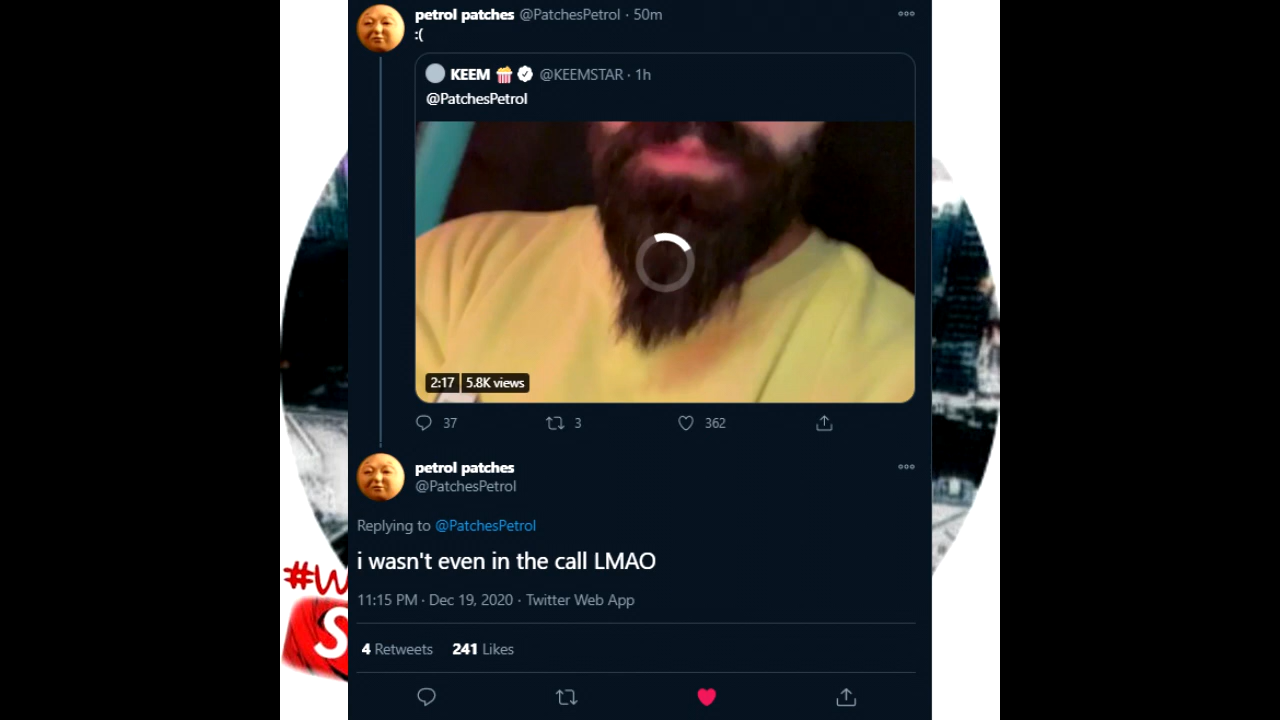 petrol patches @PatchesPetrol · 50m
:(
KEEM 🍿 @KEEMSTAR · 1h
@PatchesPetrol
2:17 5.8K views
37 3 362
petrol patches
@PatchesPetrol
Replying to @PatchesPetrol
i wasn't even in the call LMAO
11:15 PM · Dec 19, 2020 · Twitter Web App
4 Retweets 241 Likes
#W
S